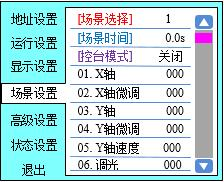 地址设置
运行设置
显示设置
场景设置
高级设置
状态设置
退出
[场景选择] 1
[场景时间] 0.0s
[控台模式] 关闭
01. X轴 000
02. X轴微调 000
03. Y轴 000
04. Y轴微调 000
05. Y轴速度 000
06. 调光 000